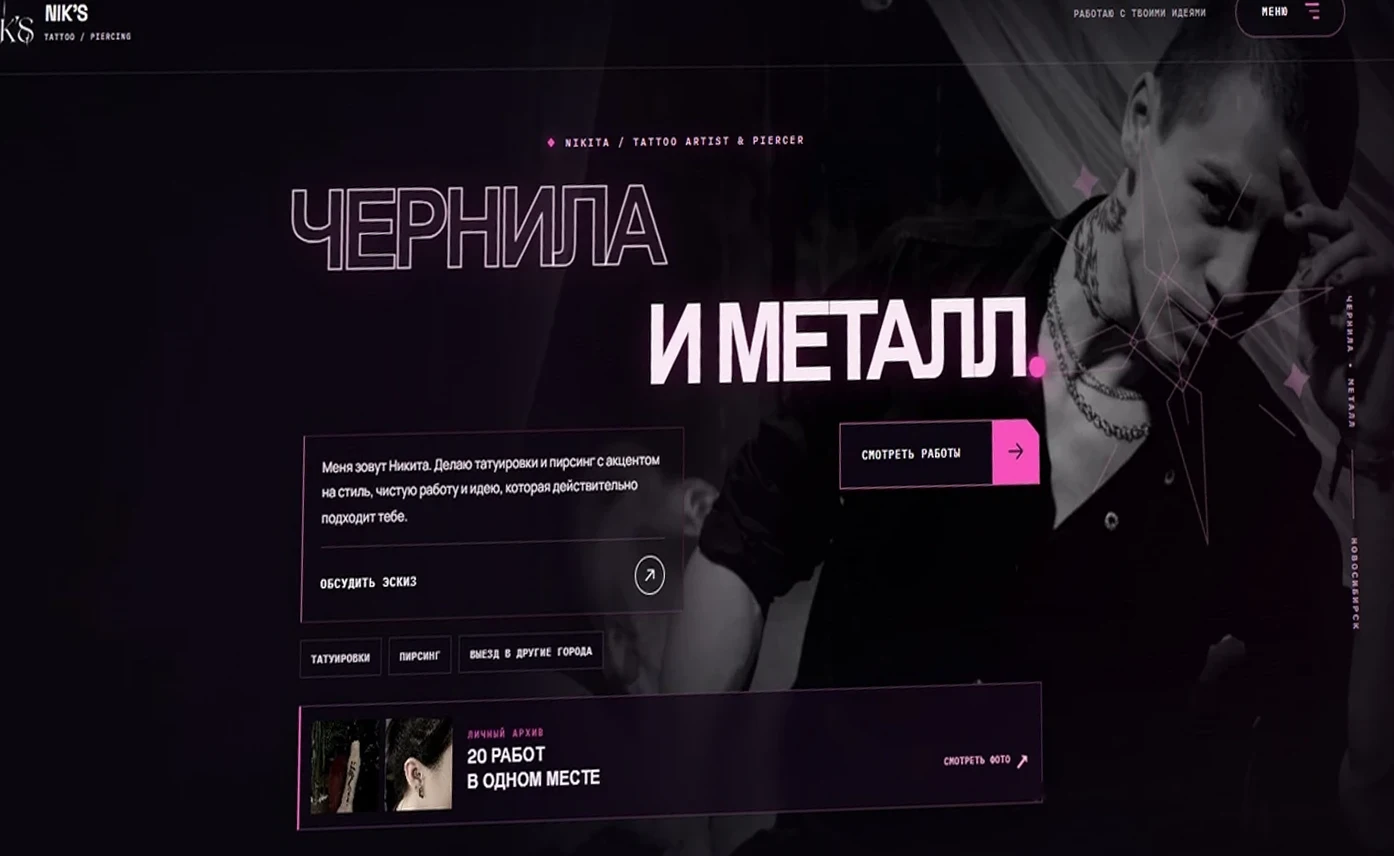 NIK'S
TATTOO / PIERCING
РАБОТАЮ С ТВОИМИ ИДЕЯМИ
МЕНЮ
NIKITA / TATTOO ARTIST & PIERCER
ЧЕРНИЛА
И МЕТАЛЛ.
СМОТРЕТЬ РАБОТЫ
Меня зовут Никита. Делаю татуировки и пирсинг с акцентом
на стиль, чистую работу и идею, которая действительно
подходит тебе.
ОБСУДИТЬ ЭСКИЗ
ТАТУИРОВКИ
ПИРСИНГ
ВЫЕЗД В ДРУГИЕ ГОРОДА
ЛИЧНЫЙ АРХИВ
20 РАБОТ
В ОДНОМ МЕСТЕ
СМОТРЕТЬ ФОТО
ЧЕРНИЛА • МЕТАЛЛ
НОВОСИБИРСК